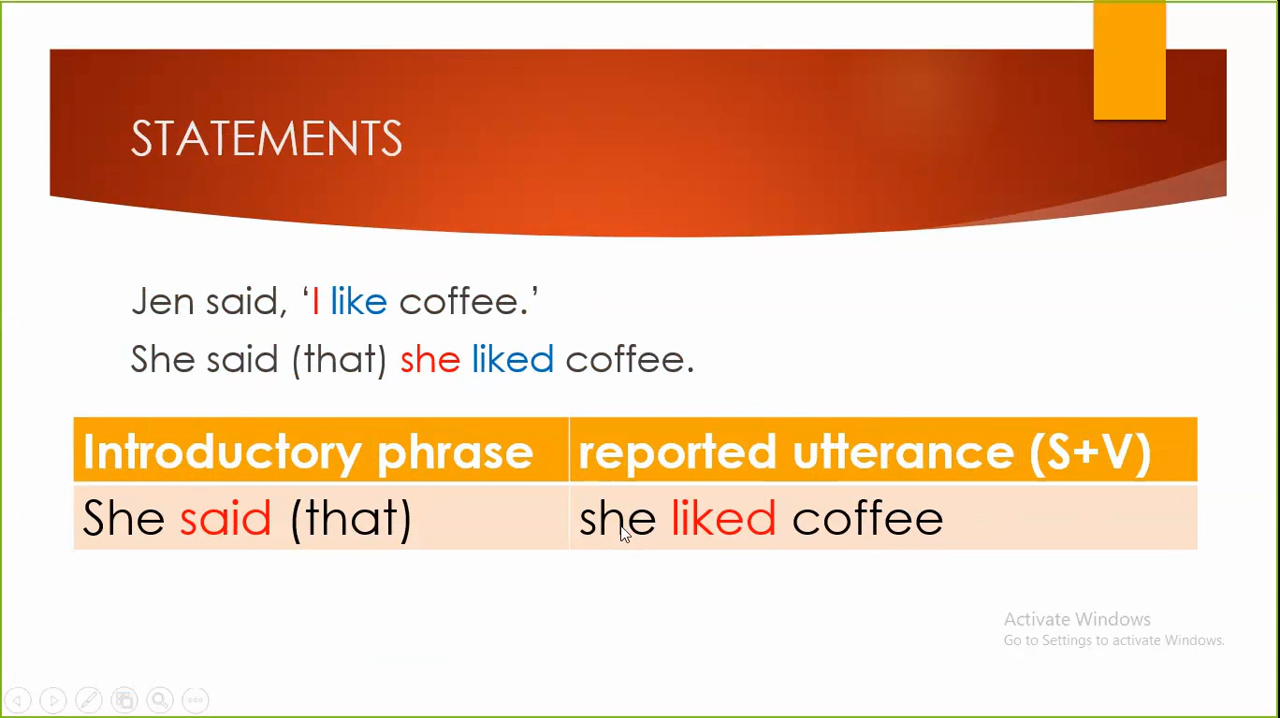 STATEMENTS
Jen said, ‘I like coffee.’
She said (that) she liked coffee.
Introductory phrase reported utterance (S+V)
She said (that) she liked coffee
Activate Windows
Go to Settings to activate Windows.